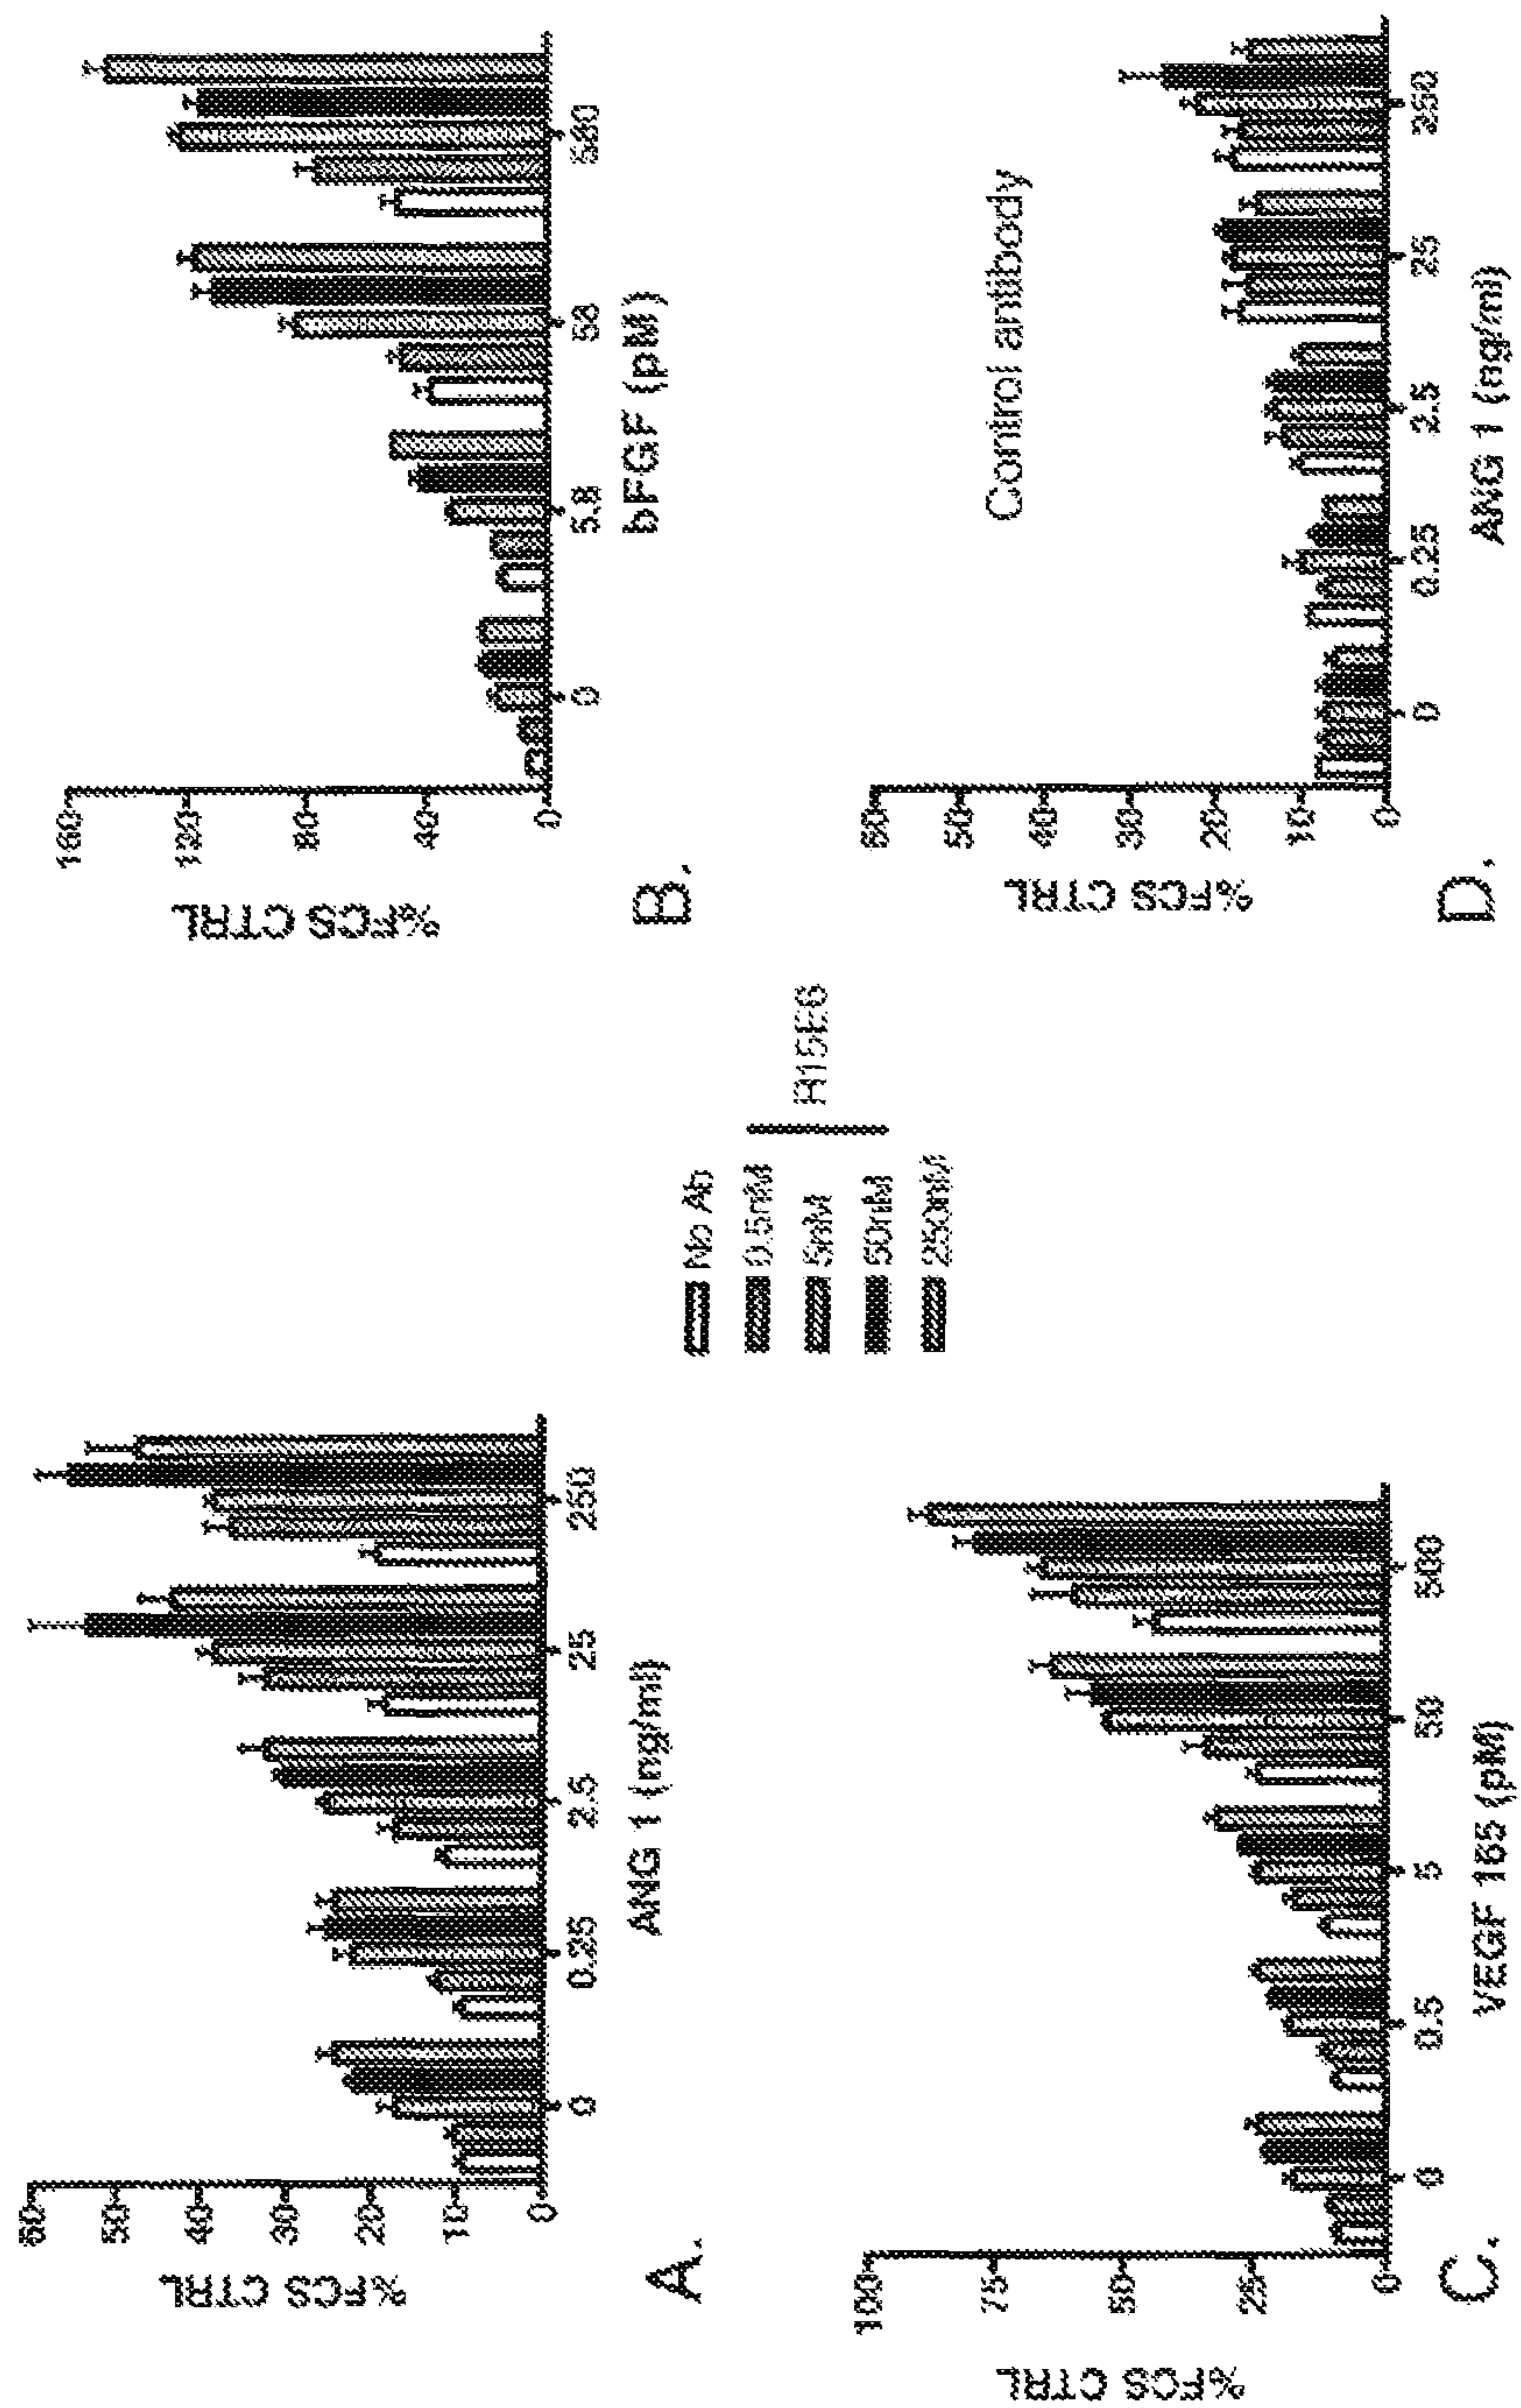 %FCS CTRL
60
50
40
30
20
10
0
0
0.25
2.5
25
250
ANG 1 (ng/ml)
A.
%FCS CTRL
160
120
80
40
0
0
5.8
58
580
bFGF (pM)
B.
No Ab
0.5nM
5nM
50nM
250nM
R15E6
%FCS CTRL
100
75
50
25
0
0
0.5
5
50
500
VEGF 165 (pM)
C.
%FCS CTRL
60
50
40
30
20
10
0
Control antibody
0
0.25
2.5
25
250
ANG 1 (ng/ml)
D.